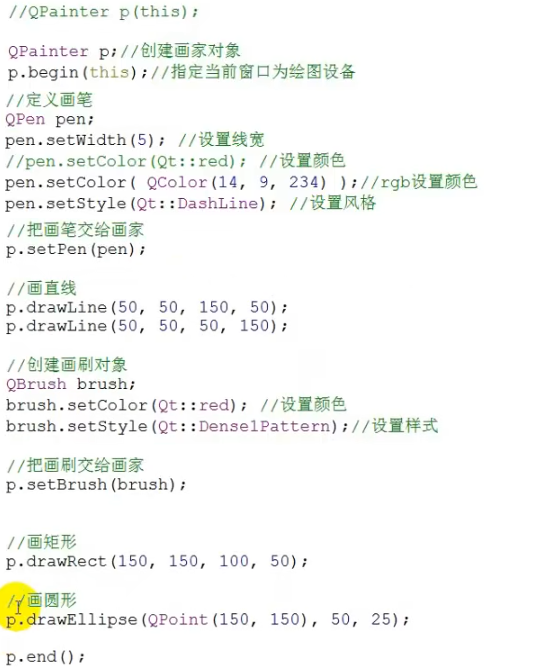 //QPainter p(this);
QPainter p;//创建画家对象
p.begin(this);//指定当前窗口为绘图设备
//定义画笔
QPen pen;
pen.setWidth(5); //设置线宽
//pen.setColor(Qt::red); //设置颜色
pen.setColor( QColor(14, 9, 234) );//rgb设置颜色
pen.setStyle(Qt::DashLine); //设置风格
//把画笔交给画家
p.setPen(pen);
//画直线
p.drawLine(50, 50, 150, 50);
p.drawLine(50, 50, 50, 150);
//创建画刷对象
QBrush brush;
brush.setColor(Qt::red); //设置颜色
brush.setStyle(Qt::Dense1Pattern);//设置样式
//把画刷交给画家
p.setBrush(brush);
//画矩形
p.drawRect(150, 150, 100, 50);
//画圆形
p.drawEllipse(QPoint(150, 150), 50, 25);
p.end();